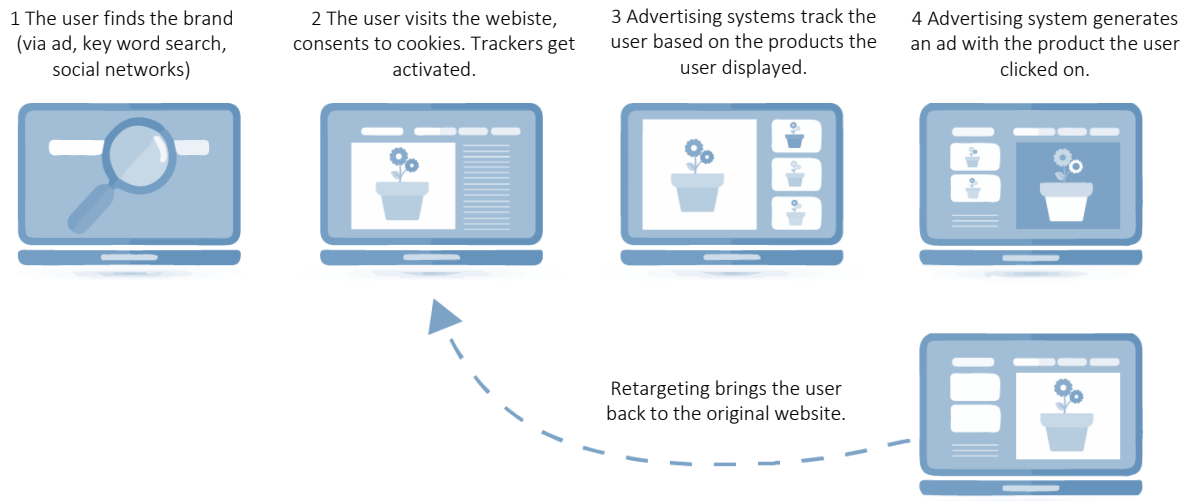 1 The user finds the brand
(via ad, key word search,
social networks)
2 The user visits the webiste,
consents to cookies. Trackers get
activated.
3 Advertising systems track the
user based on the products the
user displayed.
4 Advertising system generates
an ad with the product the user
clicked on.
Retargeting brings the user
back to the original website.